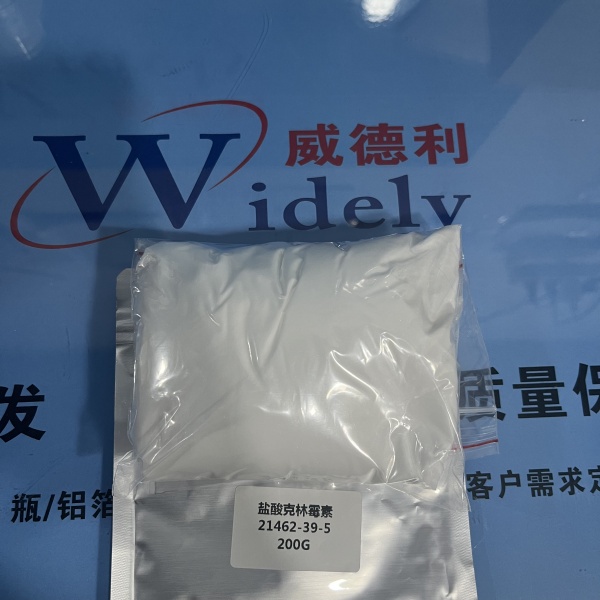 威德利
Widely
发
质量保
瓶/铝箔
客户需求定
盐酸克林霉素
21462-39-5
200G